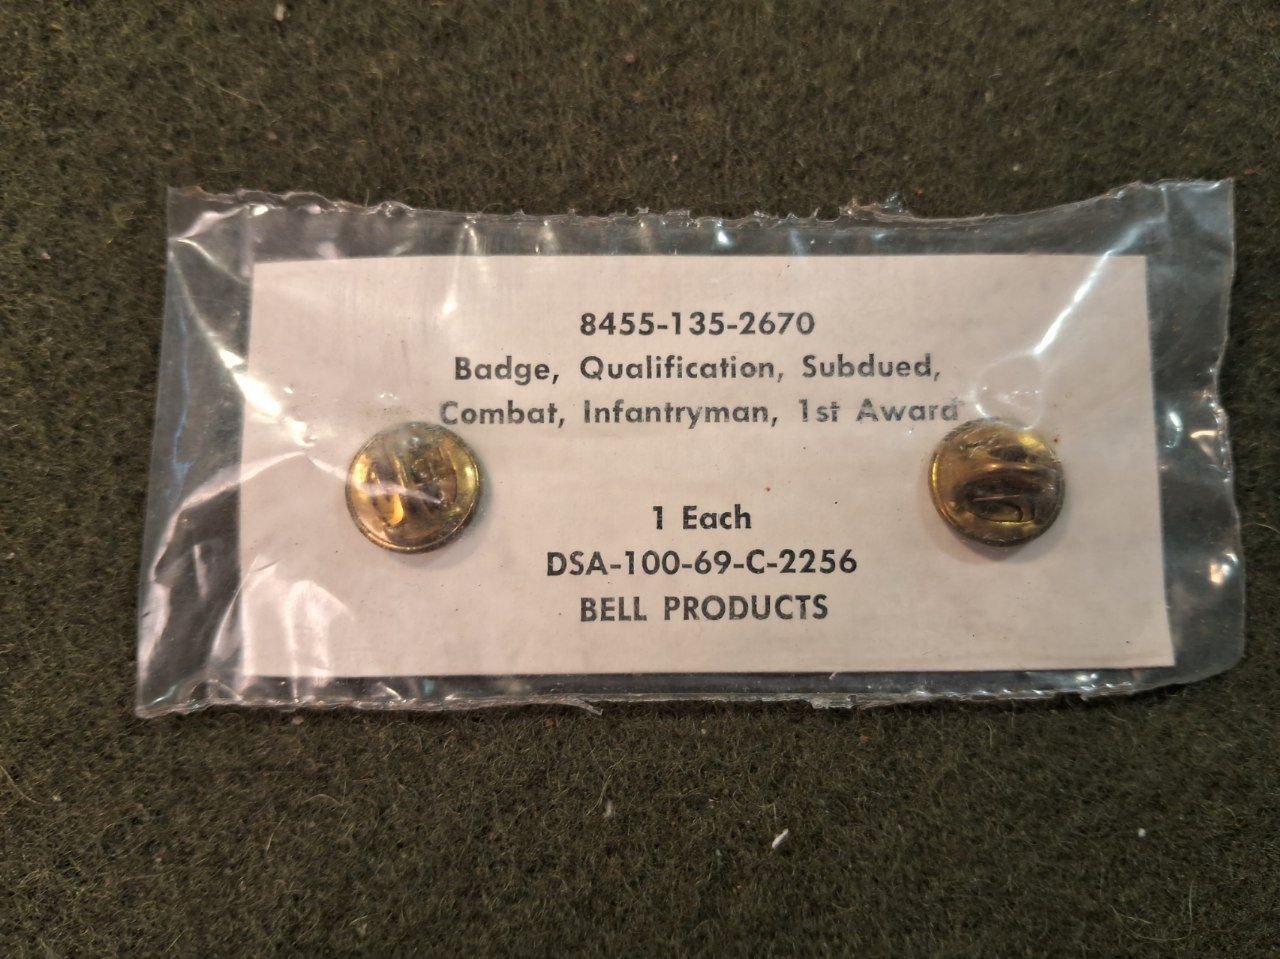 8455-135-2670
Badge, Qualification, Subdued,
Combat, Infantryman, 1st Award
1 Each
DSA-100-69-C-2256
BELL PRODUCTS